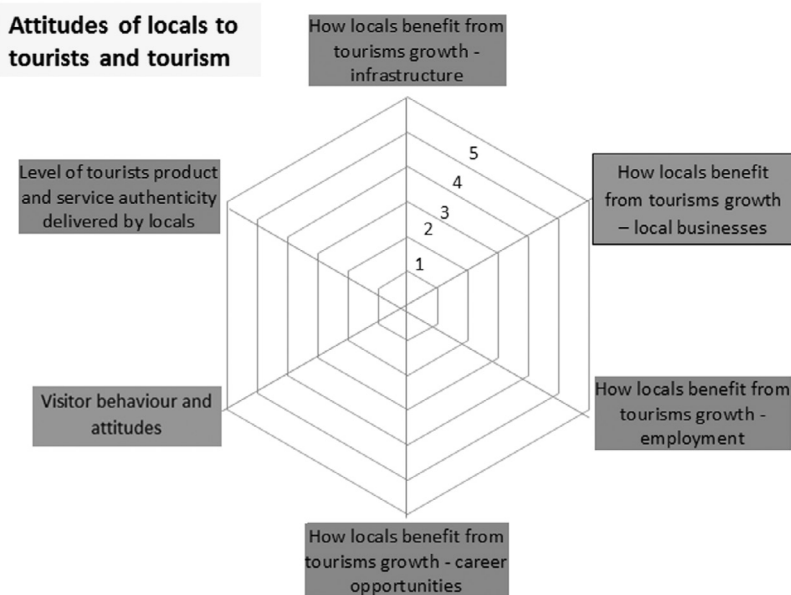 Attitudes of locals to
tourists and tourism
How locals benefit from
tourisms growth -
infrastructure
Level of tourists product
and service authenticity
delivered by locals
5
4
3
2
1
How locals benefit
from tourisms growth
– local businesses
Visitor behaviour and
attitudes
How locals benefit from
tourisms growth -
employment
How locals benefit from
tourisms growth - career
opportunities